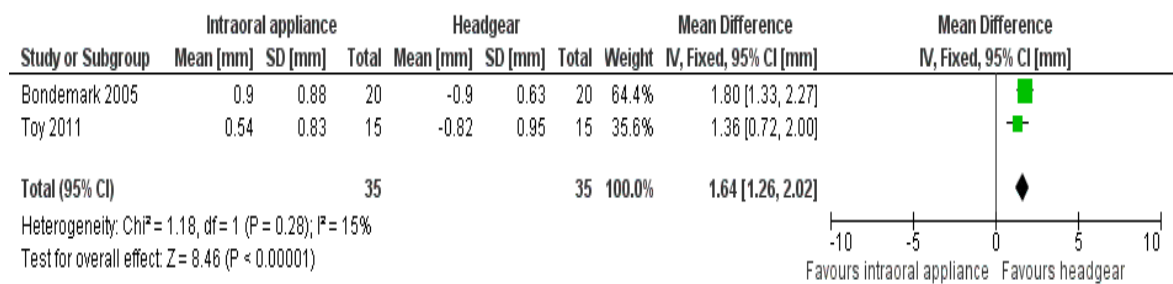 Intraoral appliance Headgear Mean Difference Mean Difference
Study or Subgroup Mean [mm] SD [mm] Total Mean [mm] SD [mm] Total Weight IV, Fixed, 95% CI [mm] IV, Fixed, 95% CI [mm]
Bondemark 2005 0.9 0.88 20 -0.9 0.63 20 64.4% 1.80 [1.33, 2.27]
Toy 2011 0.54 0.83 15 -0.82 0.95 15 35.6% 1.36 [0.72, 2.00]
Total (95% CI) 35 35 100.0% 1.64 [1.26, 2.02]
Heterogeneity: Chi² = 1.18, df = 1 (P = 0.28); I² = 15%
Test for overall effect: Z = 8.46 (P < 0.00001)
-10 -5 0 5 10
Favours intraoral appliance Favours headgear